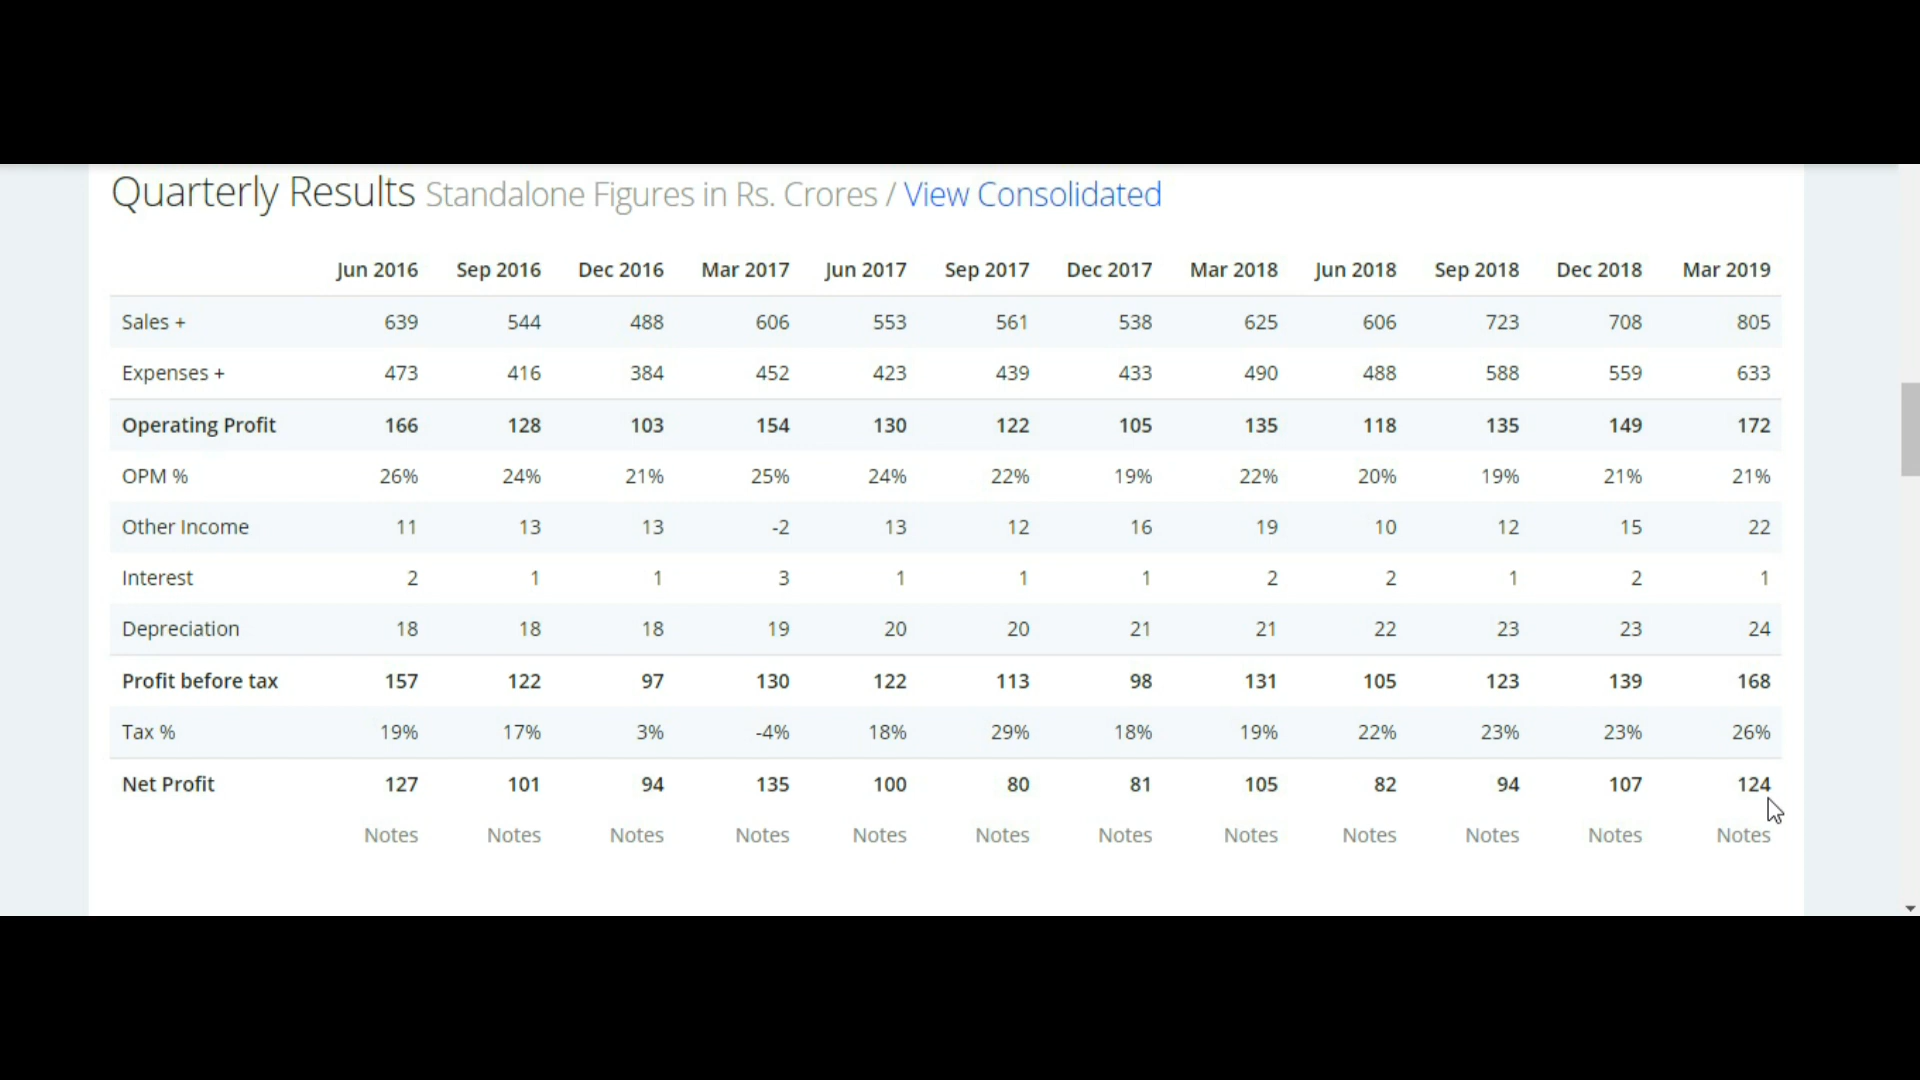 Quarterly Results Standalone Figures in Rs. Crores / View Consolidated
Jun 2016 Sep 2016 Dec 2016 Mar 2017 Jun 2017 Sep 2017 Dec 2017 Mar 2018 Jun 2018 Sep 2018 Dec 2018 Mar 2019
Sales + 639 544 488 606 553 561 538 625 606 723 708 805
Expenses + 473 416 384 452 423 439 433 490 488 588 559 633
Operating Profit 166 128 103 154 130 122 105 135 118 135 149 172
OPM % 26% 24% 21% 25% 24% 22% 19% 22% 20% 19% 21% 21%
Other Income 11 13 13 -2 13 12 16 19 10 12 15 22
Interest 2 1 1 3 1 1 1 2 2 1 2 1
Depreciation 18 18 18 19 20 20 21 21 22 23 23 24
Profit before tax 157 122 97 130 122 113 98 131 105 123 139 168
Tax % 19% 17% 3% -4% 18% 29% 18% 19% 22% 23% 23% 26%
Net Profit 127 101 94 135 100 80 81 105 82 94 107 124
Notes Notes Notes Notes Notes Notes Notes Notes Notes Notes Notes Notes